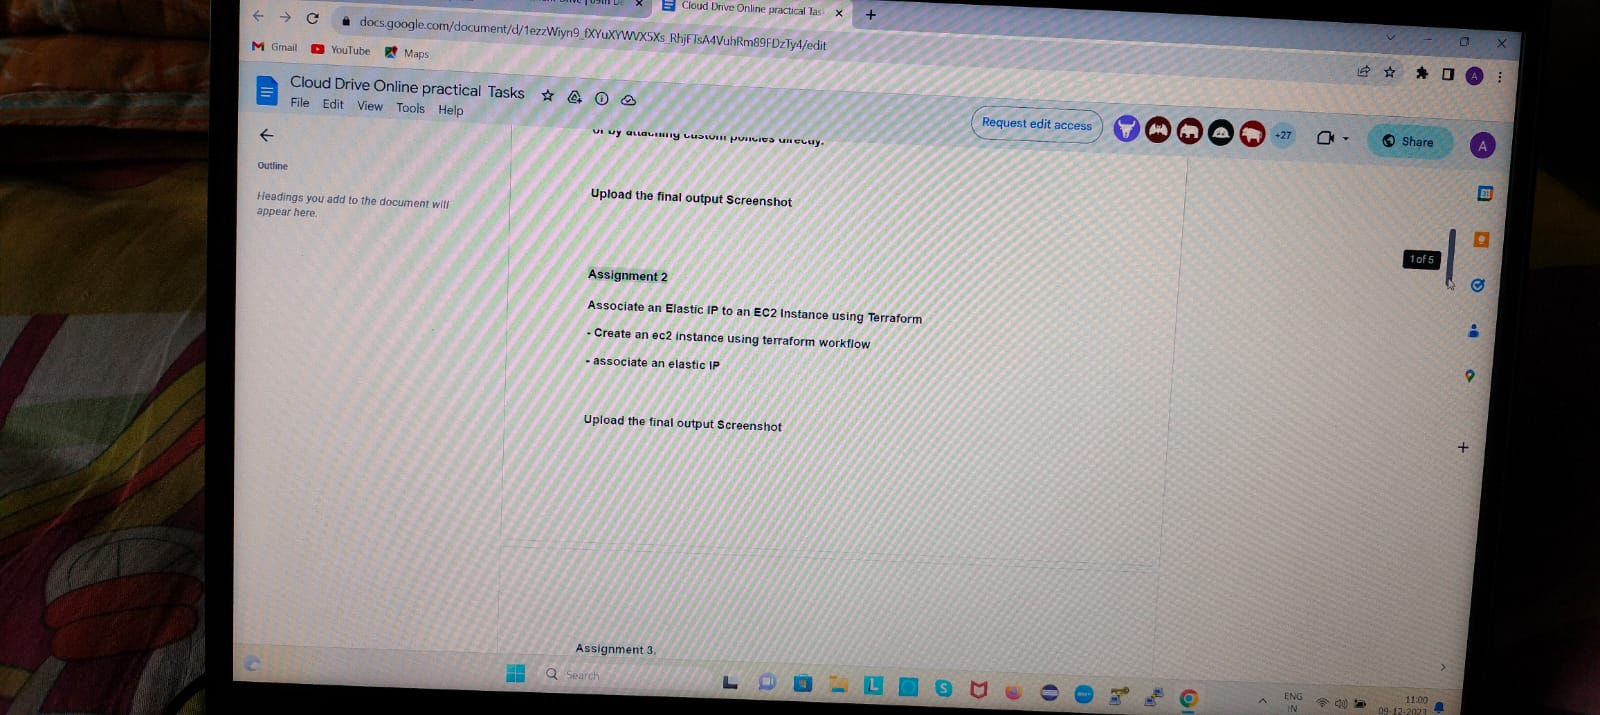 Cloud Drive Online practical Tas
docs.google.com/document/d/1ezzWiyn9_fXYuXYWVX5Xs_RhjFTsA4VuhRm89FDzTy4/edit
Gmail YouTube Maps
Cloud Drive Online practical Tasks
File Edit View Tools Help
Request edit access
+27
Share
A
A
Outline
Headings you add to the document will
appear here.
or by attaching custom policies directly.
Upload the final output Screenshot
1 of 5
Assignment 2
Associate an Elastic IP to an EC2 Instance using Terraform
- Create an ec2 instance using terraform workflow
- associate an elastic IP
Upload the final output Screenshot
Assignment 3.
Search
ENG
IN
11:00
09-12-2023